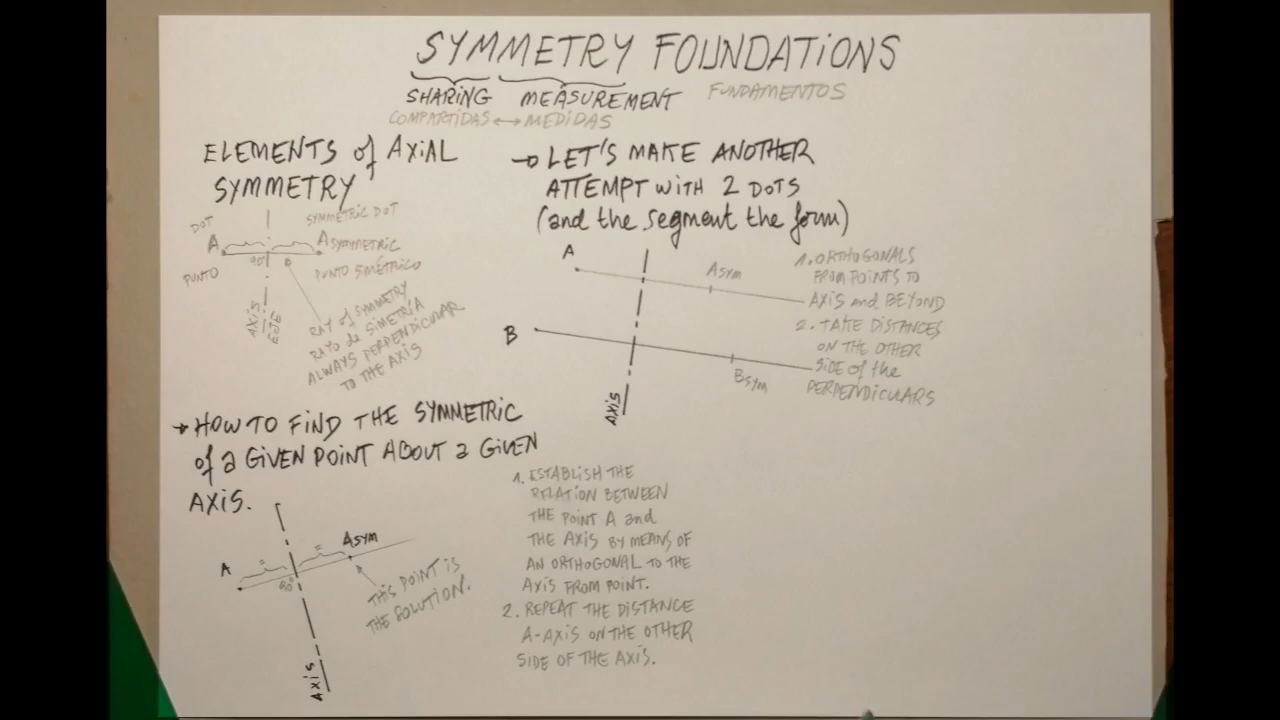 SYMMETRY FOUNDATIONS
SHARING MEASUREMENT FUNDAMENTOS
COMPARTIDAS ↔ MEDIDAS
ELEMENTS of AXIAL
SYMMETRY
DOT
SYMMETRIC DOT
A
A SYMMETRIC
PUNTO
90°
PUNTO SIMÉTRICO
AXIS
EJE
RAY of SYMMETRY
RAYO de SIMETRÍA
ALWAYS PERPENDICULAR
TO THE AXIS
→ HOW TO FIND THE SYMMETRIC
of a GIVEN POINT ABOUT a GIVEN
AXIS.
A
=
=
A SYM
90°
THIS POINT IS
THE SOLUTION.
AXIS
1. ESTABLISH THE
RELATION BETWEEN
THE POINT A and
THE AXIS BY MEANS OF
AN ORTHOGONAL TO THE
AXIS FROM POINT.
2. REPEAT THE DISTANCE
A-AXIS ON THE OTHER
SIDE OF THE AXIS.
→ LET'S MAKE ANOTHER
ATTEMPT WITH 2 DOTS
(and the segment the form)
A
A SYM
B
B SYM
AXIS
1. ORTHOGONALS
FROM POINTS TO
AXIS and BEYOND
2. TAKE DISTANCES
ON THE OTHER
SIDE of the
PERPENDICULARS